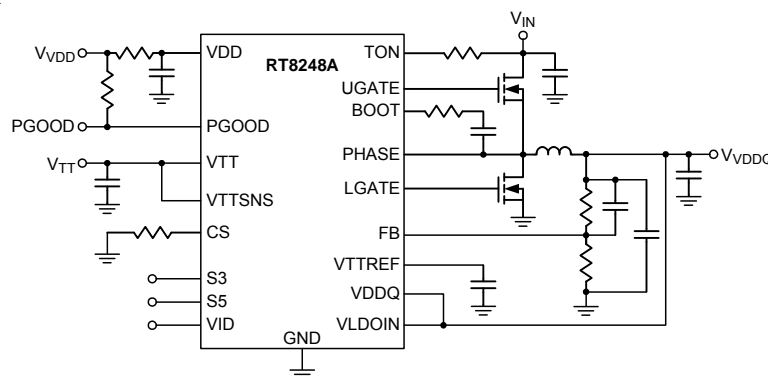 V_IN
V_VDD
VDD
RT8248A
TON
UGATE
BOOT
PGOOD
PGOOD
PHASE
V_TT
VTT
V_VDDQ
VTTSNS
LGATE
CS
FB
VTTREF
S3
VDDQ
S5
VID
VLDOIN
GND